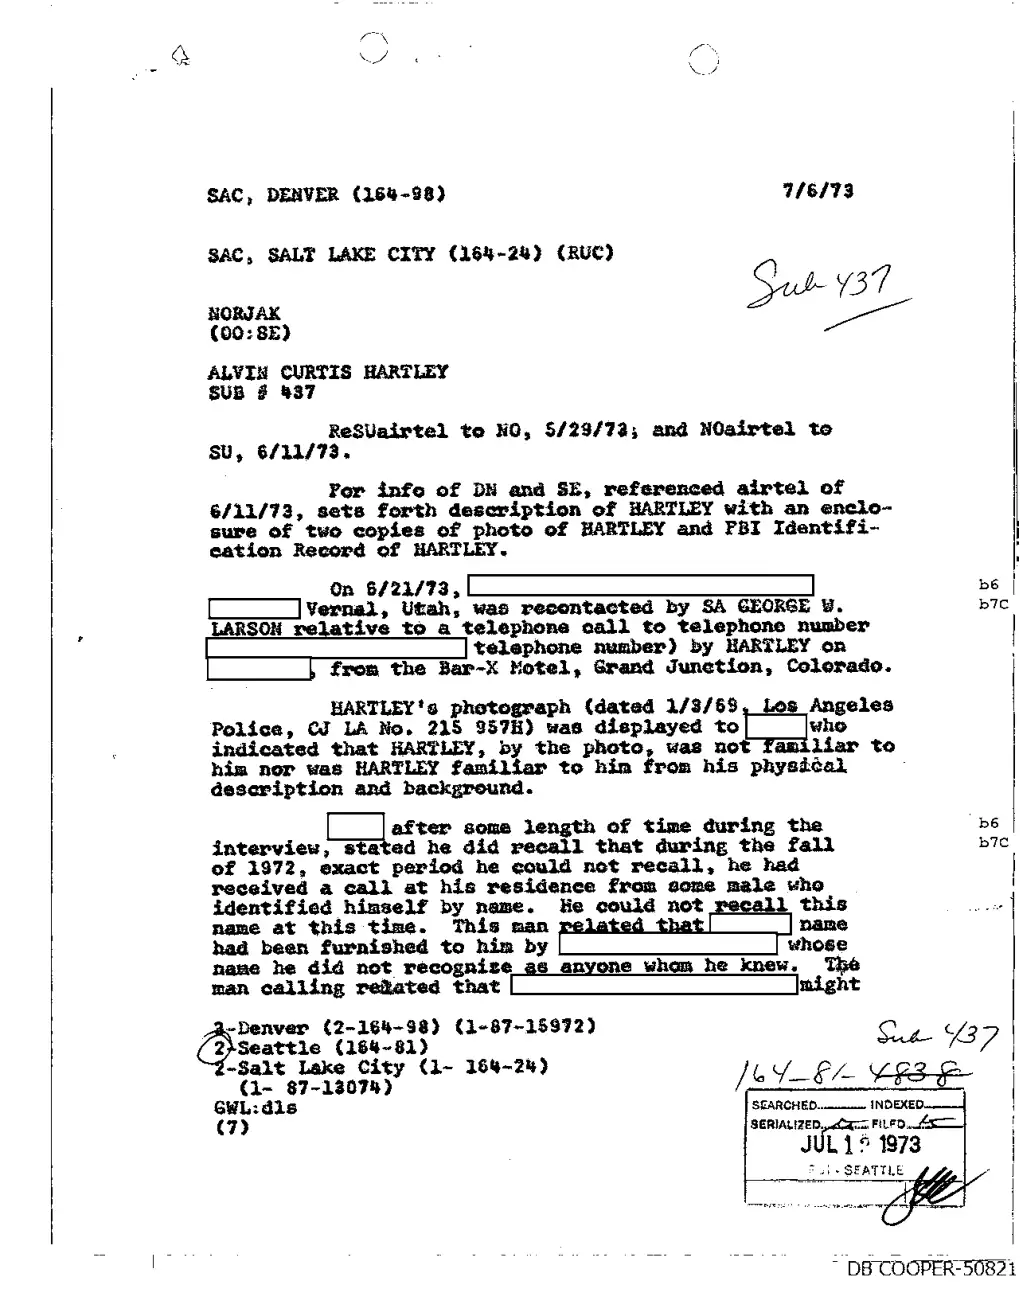 SAC, DENVER (164-98) 7/6/73
SAC, SALT LAKE CITY (164-24) (RUC)
Sub 437
NORJAK
(OO:SE)
ALVIN CURTIS HARTLEY
SUB # 437
ReSUairtel to NO, 5/29/73; and NOairtel to
SU, 6/11/73.
For info of DN and SE, referenced airtel of
6/11/73, sets forth description of HARTLEY with an enclo-
sure of two copies of photo of HARTLEY and FBI Identifi-
cation Record of HARTLEY.
On 6/21/73, b6
Vernal, Utah, was recontacted by SA GEORGE W. b7C
LARSON relative to a telephone call to telephone number
telephone number) by HARTLEY on
, from the Bar-X Motel, Grand Junction, Colorado.
HARTLEY's photograph (dated 1/3/69, Los Angeles
Police, CJ LA No. 215 957H) was displayed to who
indicated that HARTLEY, by the photo, was not familiar to
him nor was HARTLEY familiar to him from his physical
description and background.
after some length of time during the b6
interview, stated he did recall that during the fall b7C
of 1972, exact period he could not recall, he had
received a call at his residence from some male who
identified himself by name. He could not recall this
name at this time. This man related that name
had been furnished to him by whose
name he did not recognize as anyone whom he knew. The
man calling related that might
-Denver (2-164-98) (1-87-15972)
2-Seattle (164-81)
2-Salt Lake City (1- 164-24)
(1- 87-13074)
GWL:dls
(7)
Sub 437
164-81-4838
SEARCHED INDEXED
SERIALIZED FILED
JUL 1 1973
FBI - SEATTLE
DB COOPER-50821